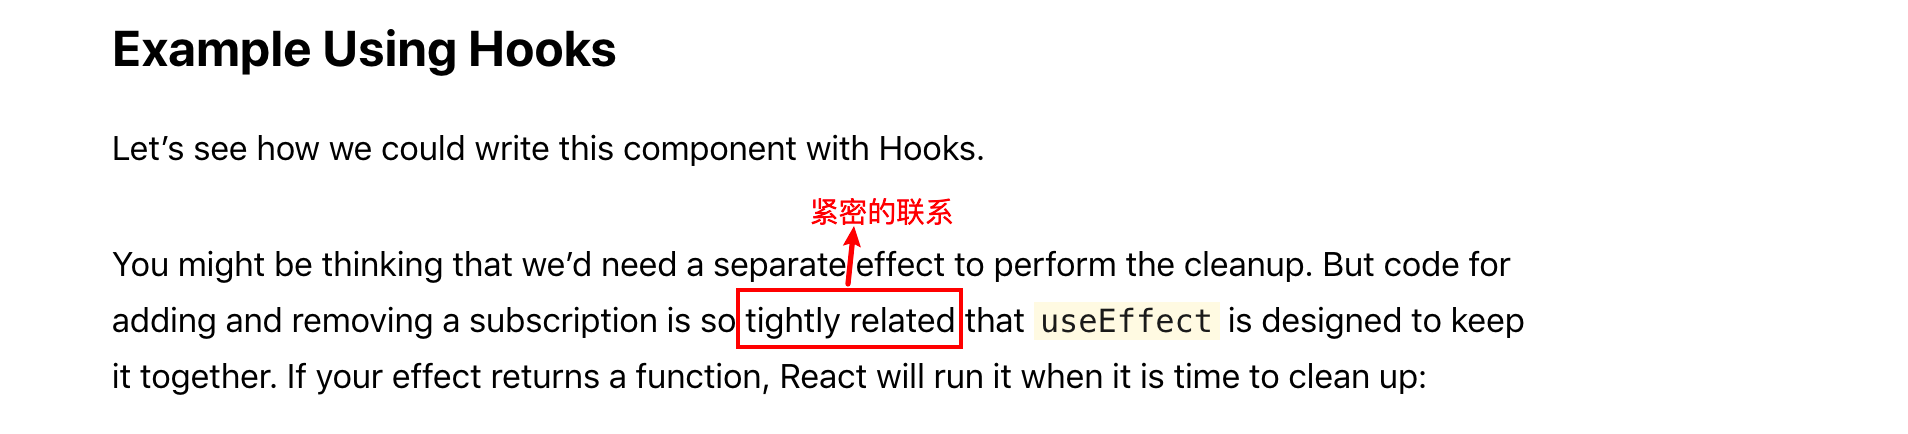 Example Using Hooks
Let’s see how we could write this component with Hooks.
紧密的联系
You might be thinking that we’d need a separate effect to perform the cleanup. But code for
adding and removing a subscription is so tightly related that useEffect is designed to keep
it together. If your effect returns a function, React will run it when it is time to clean up: